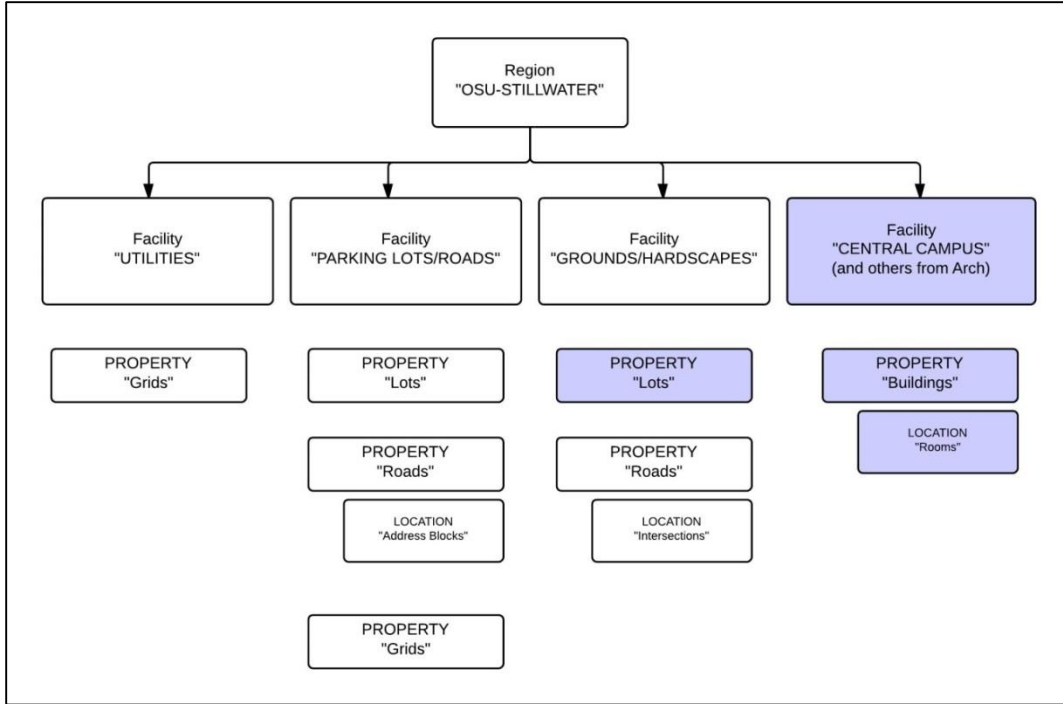 Region
"OSU-STILLWATER"
Facility
"UTILITIES"
Facility
"PARKING LOTS/ROADS"
Facility
"GROUNDS/HARDSCAPES"
Facility
"CENTRAL CAMPUS"
(and others from Arch)
PROPERTY
"Grids"
PROPERTY
"Lots"
PROPERTY
"Lots"
PROPERTY
"Buildings"
LOCATION
"Rooms"
PROPERTY
"Roads"
LOCATION
"Address Blocks"
PROPERTY
"Roads"
LOCATION
"Intersections"
PROPERTY
"Grids"